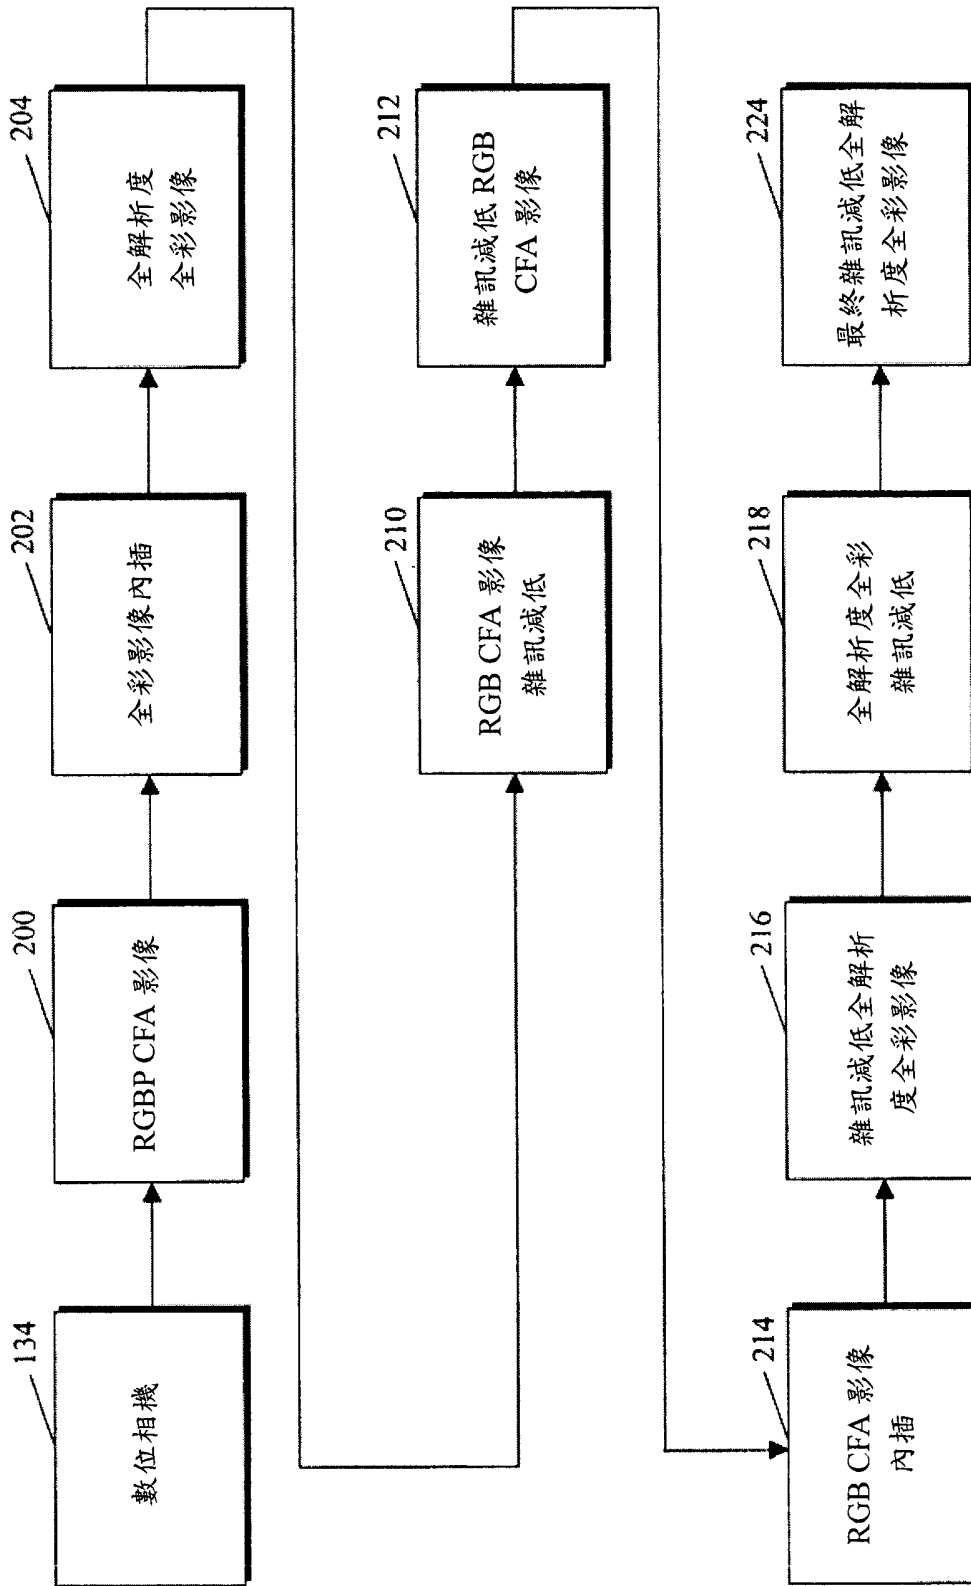 134
數位相機
200
RGBP CFA 影像
202
全彩影像內插
204
全解析度
全彩影像
210
RGB CFA 影像
雜訊減低
212
雜訊減低 RGB
CFA 影像
214
RGB CFA 影像
內插
216
雜訊減低全解析
度全彩影像
218
全解析度全彩
雜訊減低
224
最終雜訊減低全解
析度全彩影像